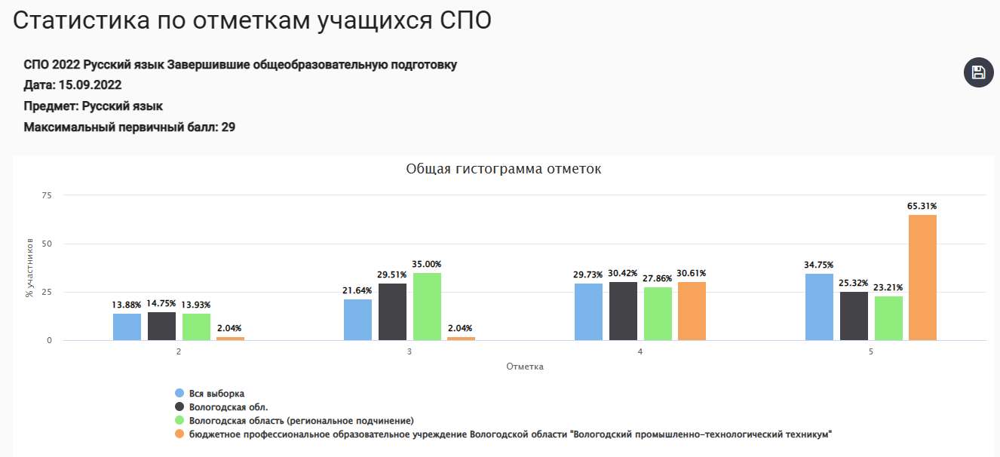 Статистика по отметкам учащихся СПО
СПО 2022 Русский язык Завершившие общеобразовательную подготовку
Дата: 15.09.2022
Предмет: Русский язык
Максимальный первичный балл: 29
Общая гистограмма отметок
% участников
75
50
25
0
13.88% 14.75% 13.93% 2.04%
21.64% 29.51% 35.00% 2.04%
29.73% 30.42% 27.86% 30.61%
34.75% 25.32% 23.21% 65.31%
2 3 4 5
Отметка
Вся выборка
Вологодская обл.
Вологодская область (региональное подчинение)
бюджетное профессиональное образовательное учреждение Вологодской области "Вологодский промышленно-технологический техникум"